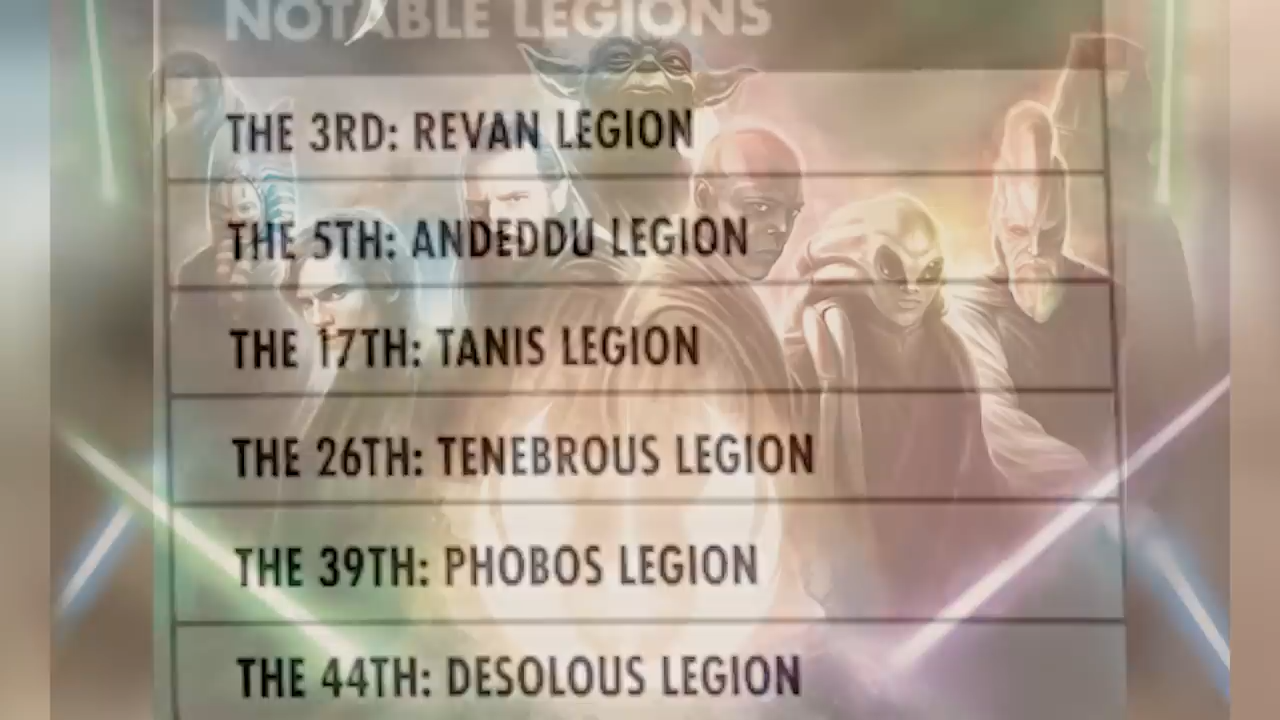 NOTABLE LEGIONS
THE 3RD: REVAN LEGION
THE 5TH: ANDEDDU LEGION
THE 17TH: TANIS LEGION
THE 26TH: TENEBROUS LEGION
THE 39TH: PHOBOS LEGION
THE 44TH: DESOLOUS LEGION